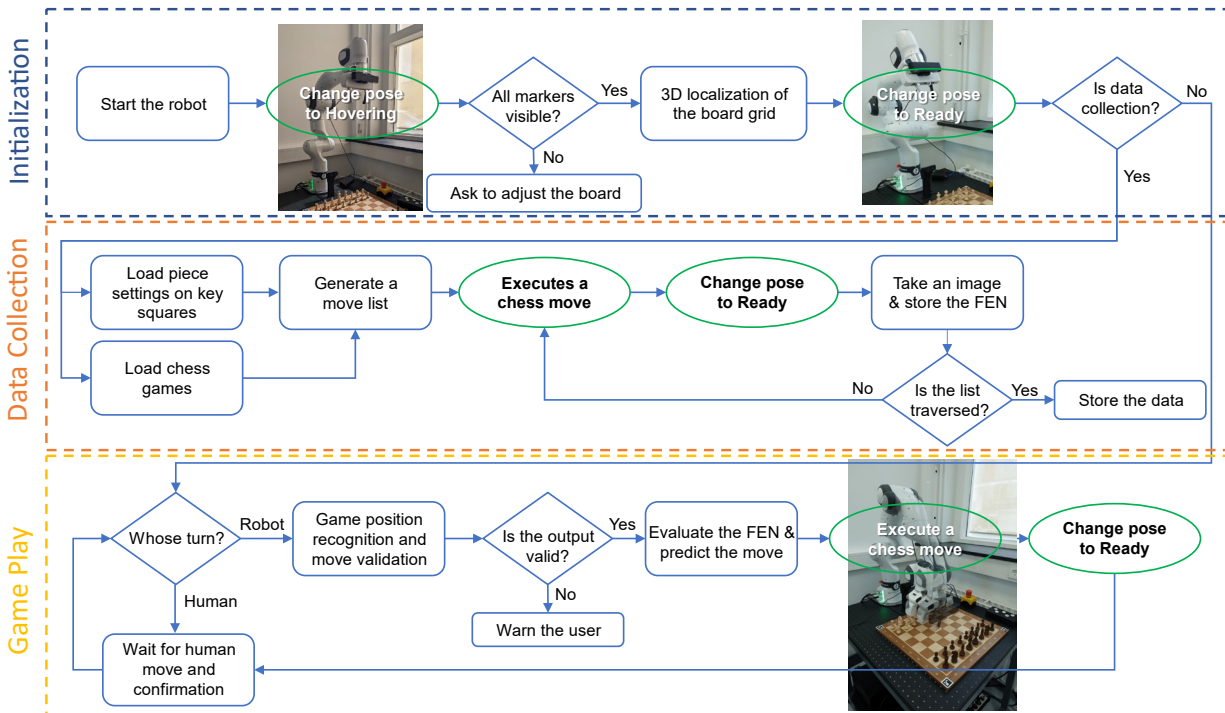 Initialization
Start the robot
Change pose
to Hovering
All
markers
visible?
Yes
No
Ask to adjust the board
3D localization of
the board grid
Change pose
to Ready
Is data
collection?
No
Yes
Data Collection
Load piece
settings on key
squares
Generate a
move list
Executes a
chess move
Change pose
to Ready
Take an image
& store the FEN
Load chess
games
No
Is the list
traversed?
Yes
Store the data
Game Play
Whose turn?
Robot
Human
Game position
recognition and
move validation
Is the output
valid?
Yes
No
Warn the user
Evaluate the FEN &
predict the move
Execute a
chess move
Change pose
to Ready
Wait for human
move and
confirmation